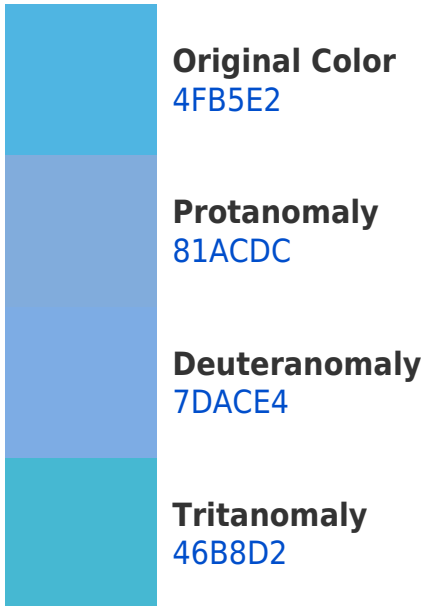 Original Color
4FB5E2
Protanomaly
81ACDC
Deuteranomaly
7DACE4
Tritanomaly
46B8D2